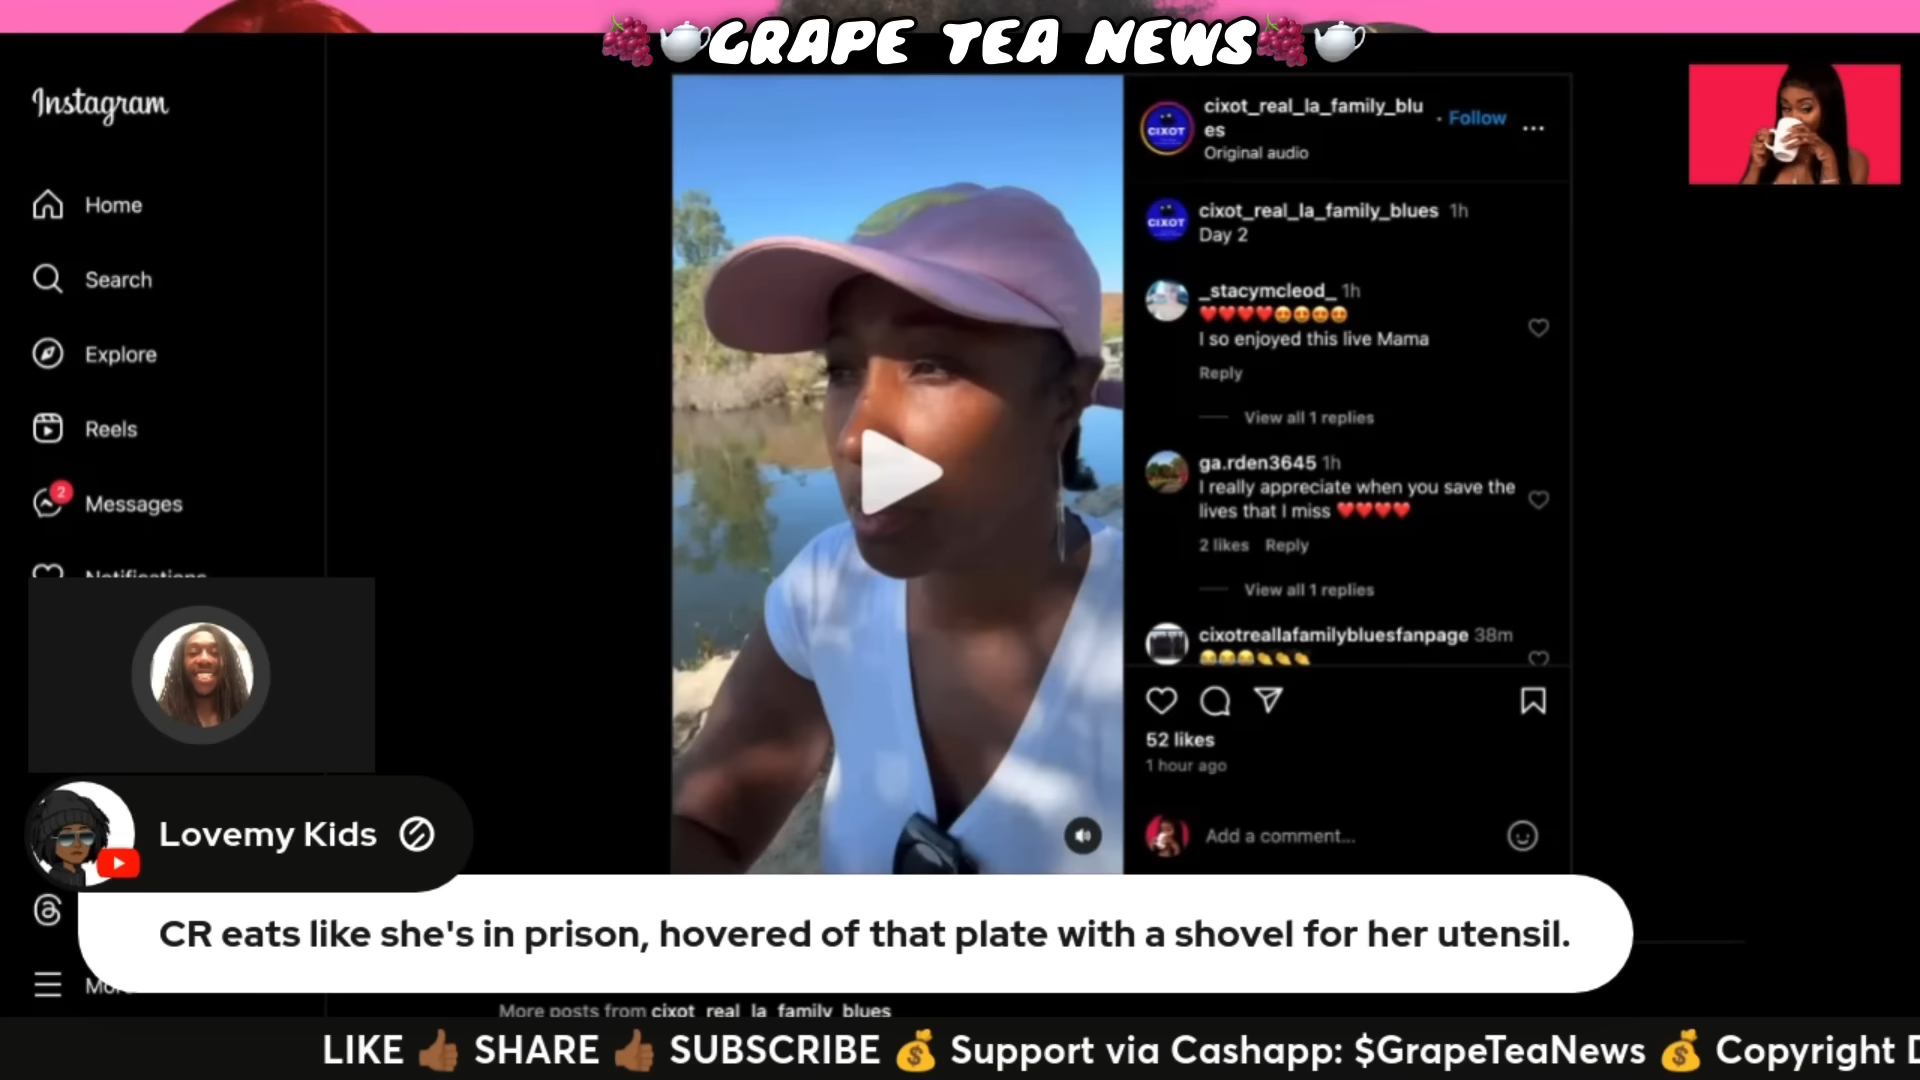 GRAPE TEA NEWS
Instagram
Home
Search
Explore
Reels
2
Messages
Notifications
More
cixot_real_la_family_blu
es
Follow
Original audio
CIXOT
cixot_real_la_family_blues 1h
Day 2
CIXOT
_stacymcleod_ 1h
❤️❤️❤️❤️😍😍😍😍
I so enjoyed this live Mama
Reply
View all 1 replies
ga.rden3645 1h
I really appreciate when you save the
lives that I miss ❤️❤️❤️❤️
2 likes Reply
View all 1 replies
cixotreallafamilybluesfanpage 38m
😂😂😂👏👏👏
52 likes
1 hour ago
Add a comment...
Lovemy Kids
CR eats like she's in prison, hovered of that plate with a shovel for her utensil.
More posts from cixot_real_la_family_blues
LIKE 👍🏾 SHARE 👍🏾 SUBSCRIBE 💰 Support via Cashapp: $GrapeTeaNews 💰 Copyright D